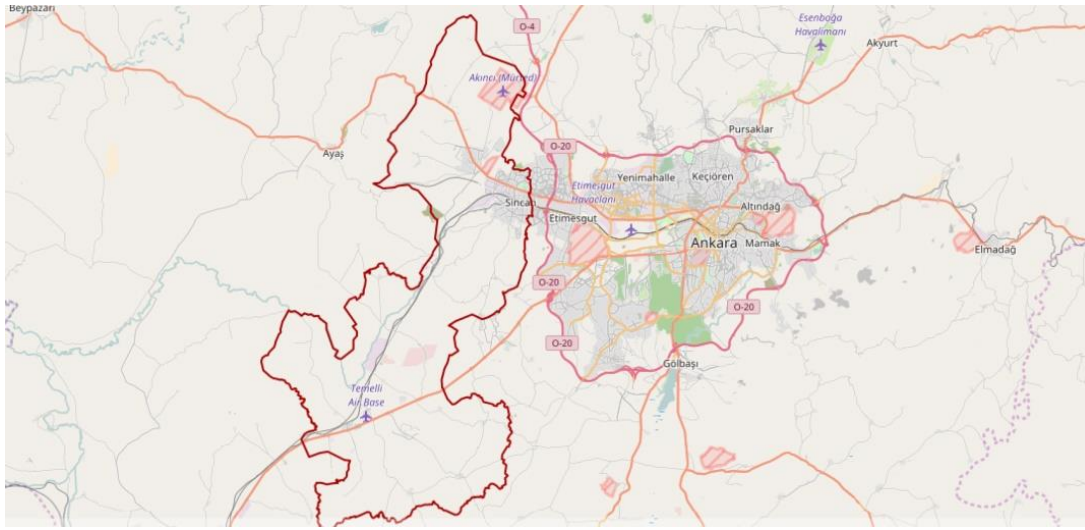 Beypazarı
O-4
Esenboğa
Havalimanı
Akyurt
Akıncı (Mürted)
Pursaklar
O-20
Ayaş
Yenimahalle
Keçiören
Etimesgut
Havaalanı
Sincan
Altındağ
Etimesgut
Ankara
Mamak
Elmadağ
O-20
O-20
O-20
Gölbaşı
Temelli
Air Base